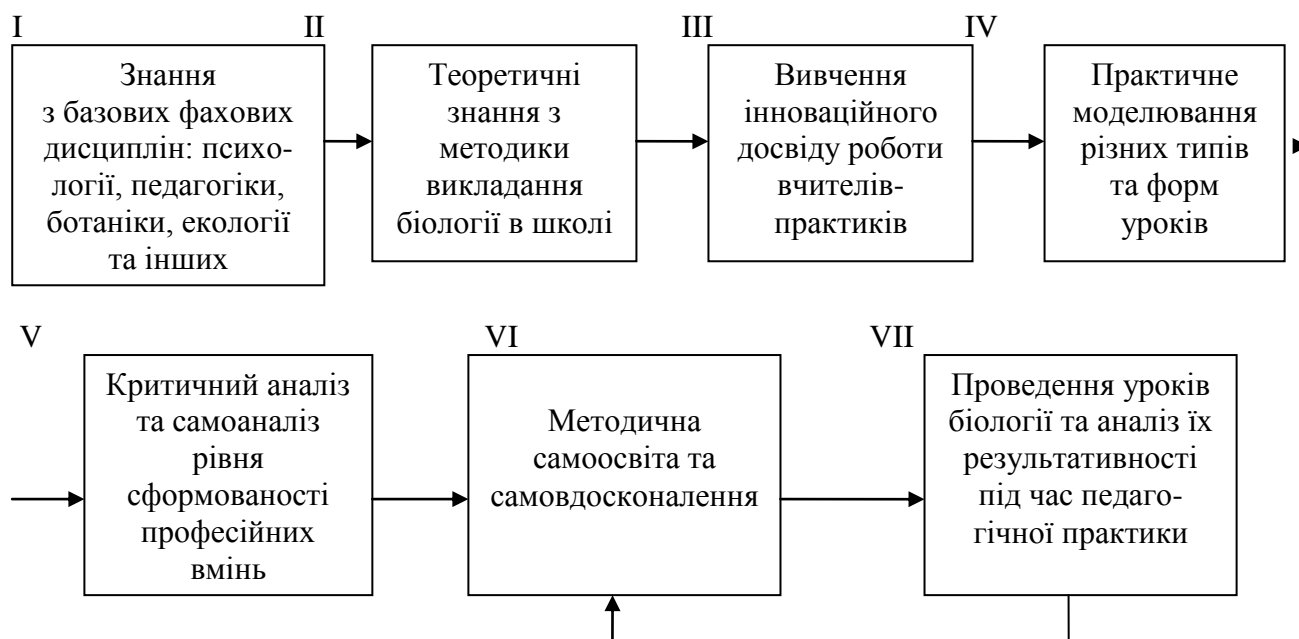 I
Знання
з базових фахових
дисциплін: психо-
логії, педагогіки,
ботаніки, екології
та інших
II
Теоретичні
знання з
методики
викладання
біології в школі
III
Вивчення
інноваційного
досвіду роботи
вчителів-
практиків
IV
Практичне
моделювання
різних типів
та форм
уроків
V
Критичний аналіз
та самоаналіз
рівня
сформованості
професійних
вмінь
VI
Методична
самоосвіта та
самовдосконалення
VII
Проведення уроків
біології та аналіз їх
результативності
під час педаго-
гічної практики